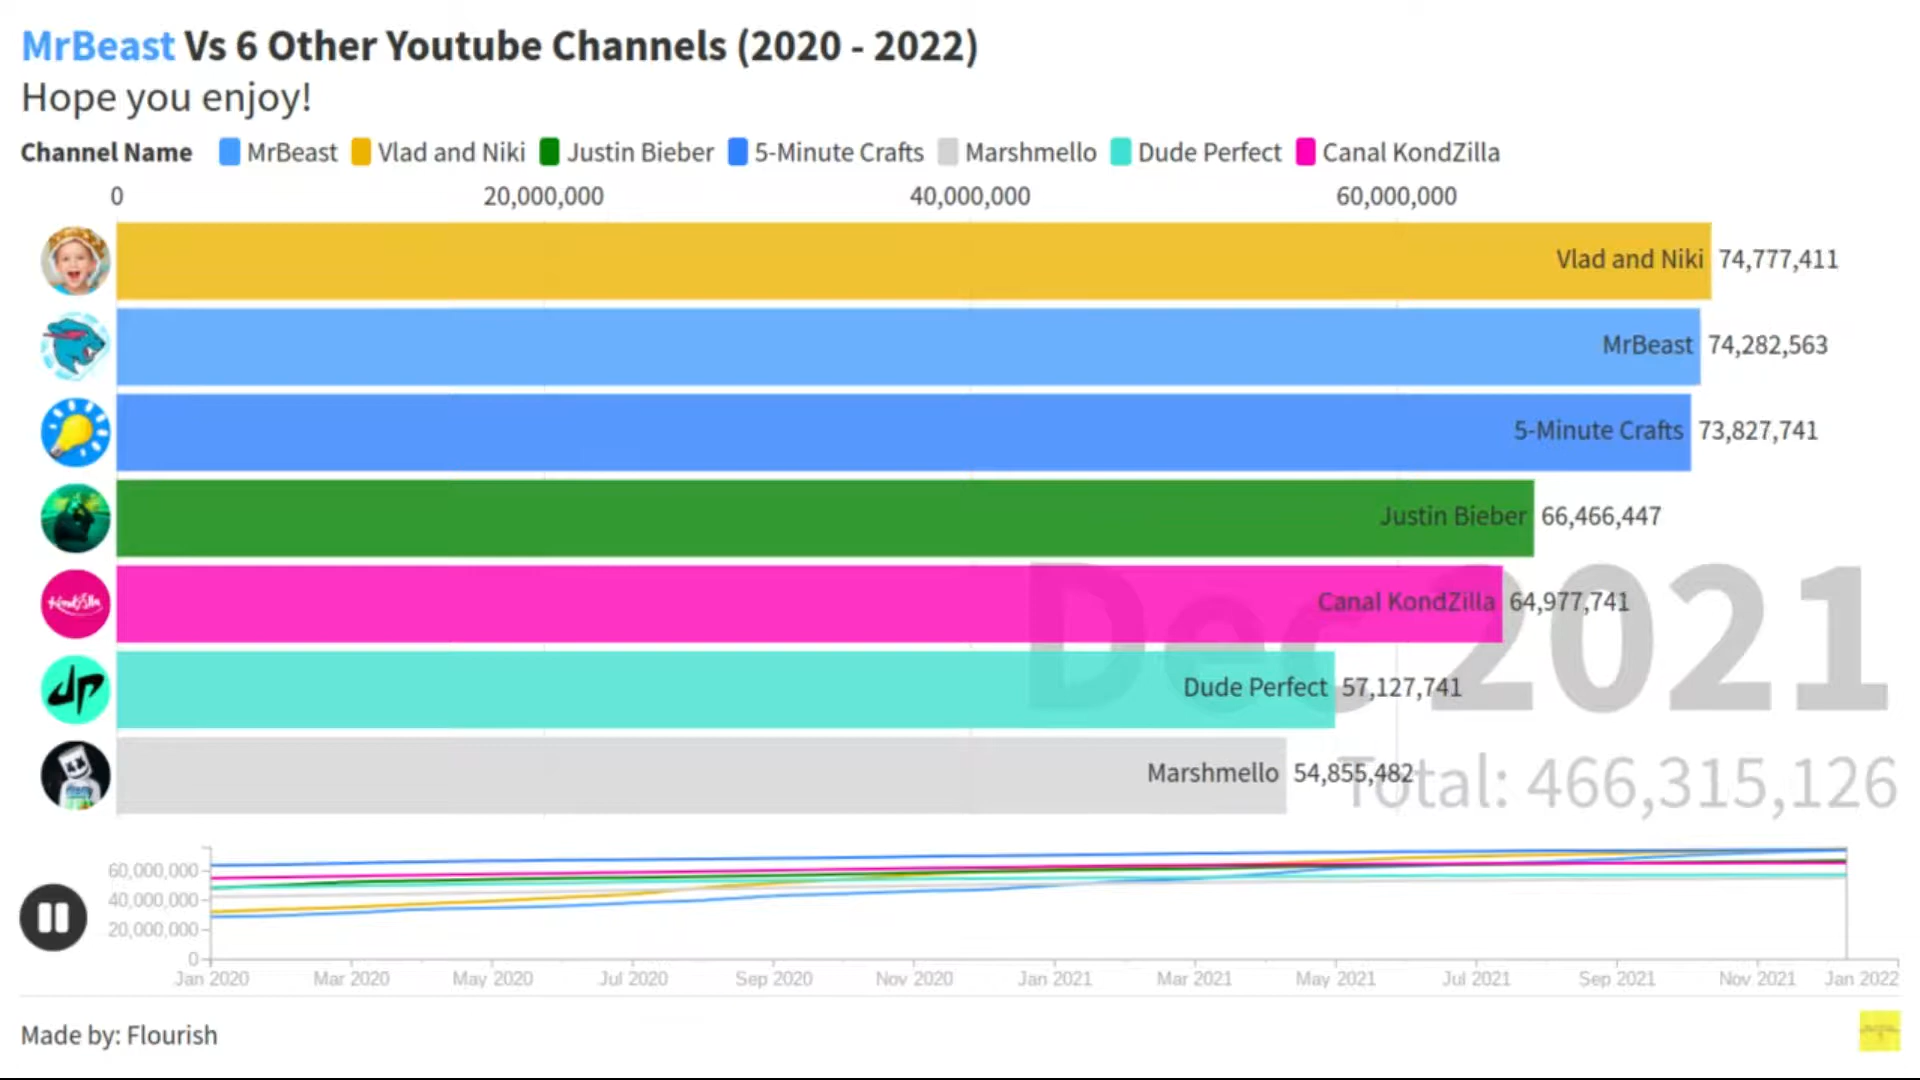 MrBeast Vs 6 Other Youtube Channels (2020 - 2022)
Hope you enjoy!
Channel Name MrBeast Vlad and Niki Justin Bieber 5-Minute Crafts Marshmello Dude Perfect Canal KondZilla
0 20,000,000 40,000,000 60,000,000
Vlad and Niki 74,777,411
MrBeast 74,282,563
5-Minute Crafts 73,827,741
Justin Bieber 66,466,447
KondZilla Canal KondZilla 64,977,741
Dec 2021
dp Dude Perfect 57,127,741
Marshmello 54,855,482
Total: 466,315,126
60,000,000
40,000,000
20,000,000
0
Jan 2020 Mar 2020 May 2020 Jul 2020 Sep 2020 Nov 2020 Jan 2021 Mar 2021 May 2021 Jul 2021 Sep 2021 Nov 2021 Jan 2022
Made by: Flourish